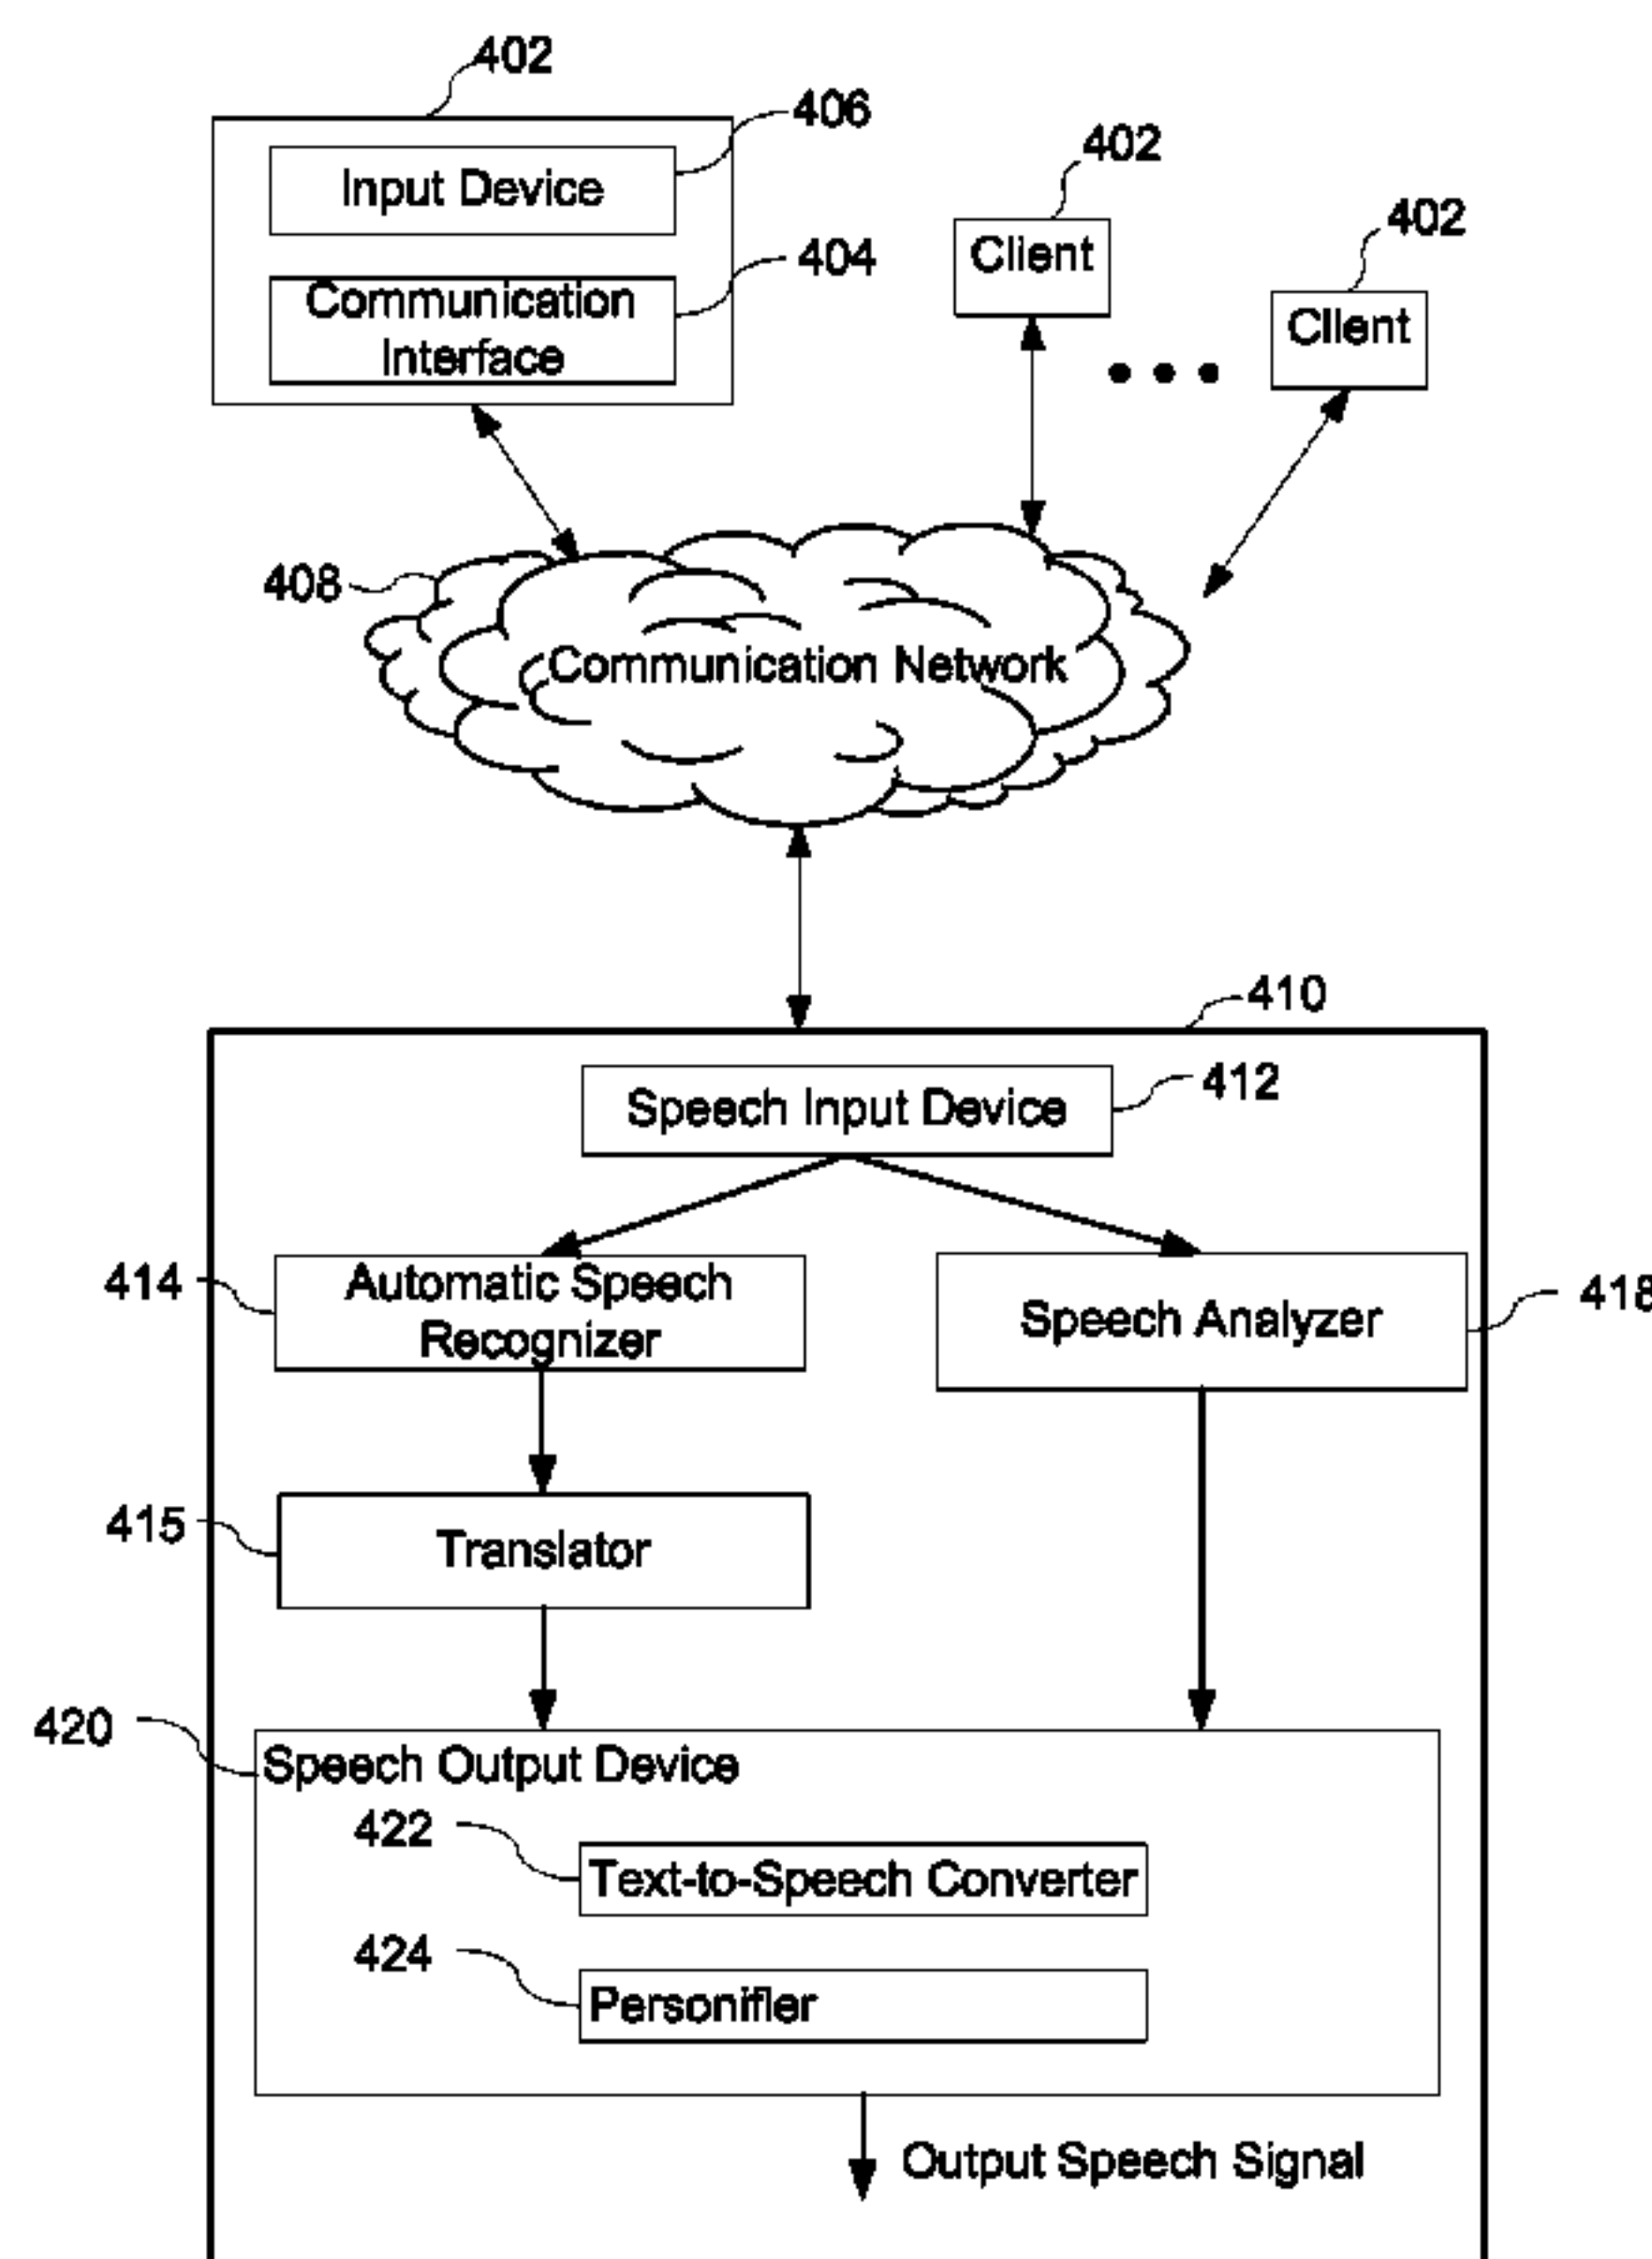 402
406
Input Device
402
404
Client
402
Communication
Interface
Client
408
Communication Network
410
Speech Input Device
412
414
Automatic Speech
Recognizer
Speech Analyzer
418
415
Translator
420
Speech Output Device
422
Text-to-Speech Converter
424
Personifier
Output Speech Signal